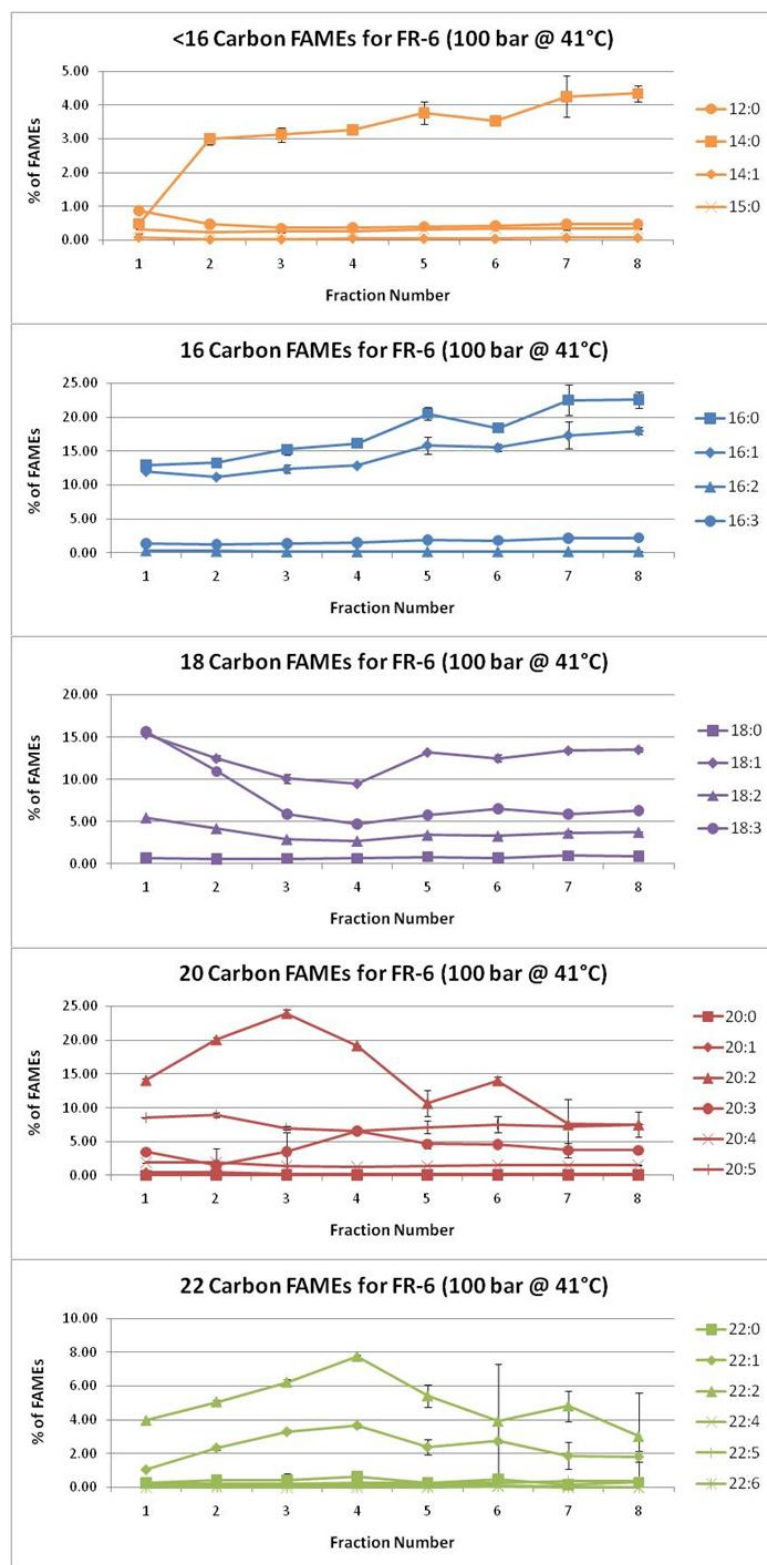 <16 Carbon FAMEs for FR-6 (100 bar @ 41°C)
% of FAMEs
5.00
4.00
3.00
2.00
1.00
0.00
1 2 3 4 5 6 7 8
Fraction Number
12:0
14:0
14:1
15:0
16 Carbon FAMEs for FR-6 (100 bar @ 41°C)
% of FAMEs
25.00
20.00
15.00
10.00
5.00
0.00
1 2 3 4 5 6 7 8
Fraction Number
16:0
16:1
16:2
16:3
18 Carbon FAMEs for FR-6 (100 bar @ 41°C)
% of FAMEs
20.00
15.00
10.00
5.00
0.00
1 2 3 4 5 6 7 8
Fraction Number
18:0
18:1
18:2
18:3
20 Carbon FAMEs for FR-6 (100 bar @ 41°C)
% of FAMEs
25.00
20.00
15.00
10.00
5.00
0.00
1 2 3 4 5 6 7 8
Fraction Number
20:0
20:1
20:2
20:3
20:4
20:5
22 Carbon FAMEs for FR-6 (100 bar @ 41°C)
% of FAMEs
10.00
8.00
6.00
4.00
2.00
0.00
1 2 3 4 5 6 7 8
Fraction Number
22:0
22:1
22:2
22:4
22:5
22:6